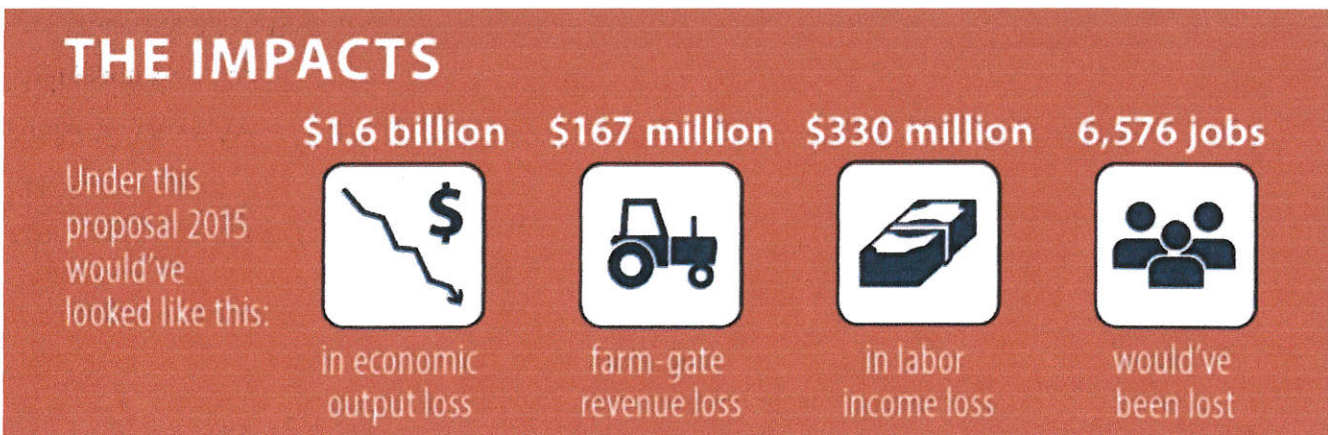 THE IMPACTS
Under this
proposal 2015
would've
looked like this:
$1.6 billion
$
in economic
output loss
$167 million
farm-gate
revenue loss
$330 million
in labor
income loss
6,576 jobs
would've
been lost